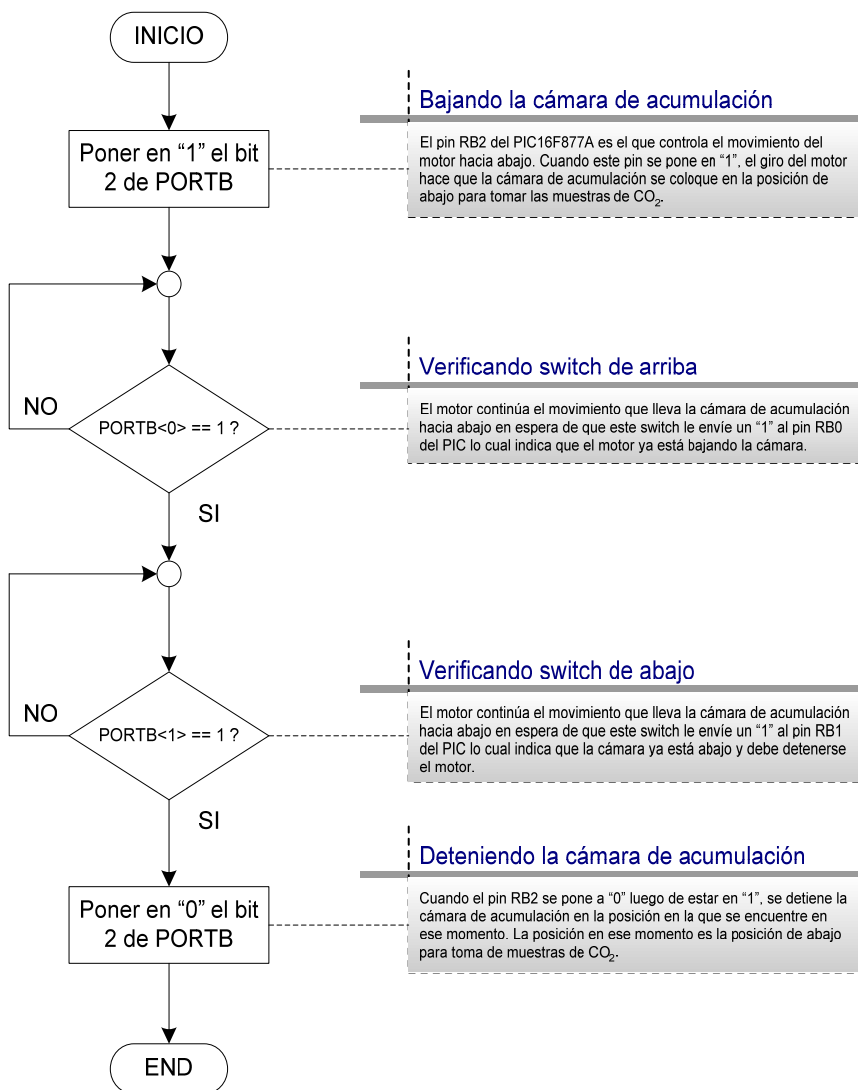 INICIO
Bajando la cámara de acumulación
Poner en “1” el bit
2 de PORTB
El pin RB2 del PIC16F877A es el que controla el movimiento del
motor hacia abajo. Cuando este pin se pone en “1”, el giro del motor
hace que la cámara de acumulación se coloque en la posición de
abajo para tomar las muestras de CO2.
Verificando switch de arriba
NO
PORTB<0> == 1 ?
El motor continúa el movimiento que lleva la cámara de acumulación
hacia abajo en espera de que este switch le envíe un “1” al pin RB0
del PIC lo cual indica que el motor ya está bajando la cámara.
SI
Verificando switch de abajo
NO
PORTB<1> == 1 ?
El motor continúa el movimiento que lleva la cámara de acumulación
hacia abajo en espera de que este switch le envíe un “1” al pin RB1
del PIC lo cual indica que la cámara ya está abajo y debe detenerse
el motor.
SI
Deteniendo la cámara de acumulación
Poner en “0” el bit
2 de PORTB
Cuando el pin RB2 se pone a “0” luego de estar en “1”, se detiene la
cámara de acumulación en la posición en la que se encuentre en
ese momento. La posición en ese momento es la posición de abajo
para toma de muestras de CO2.
END